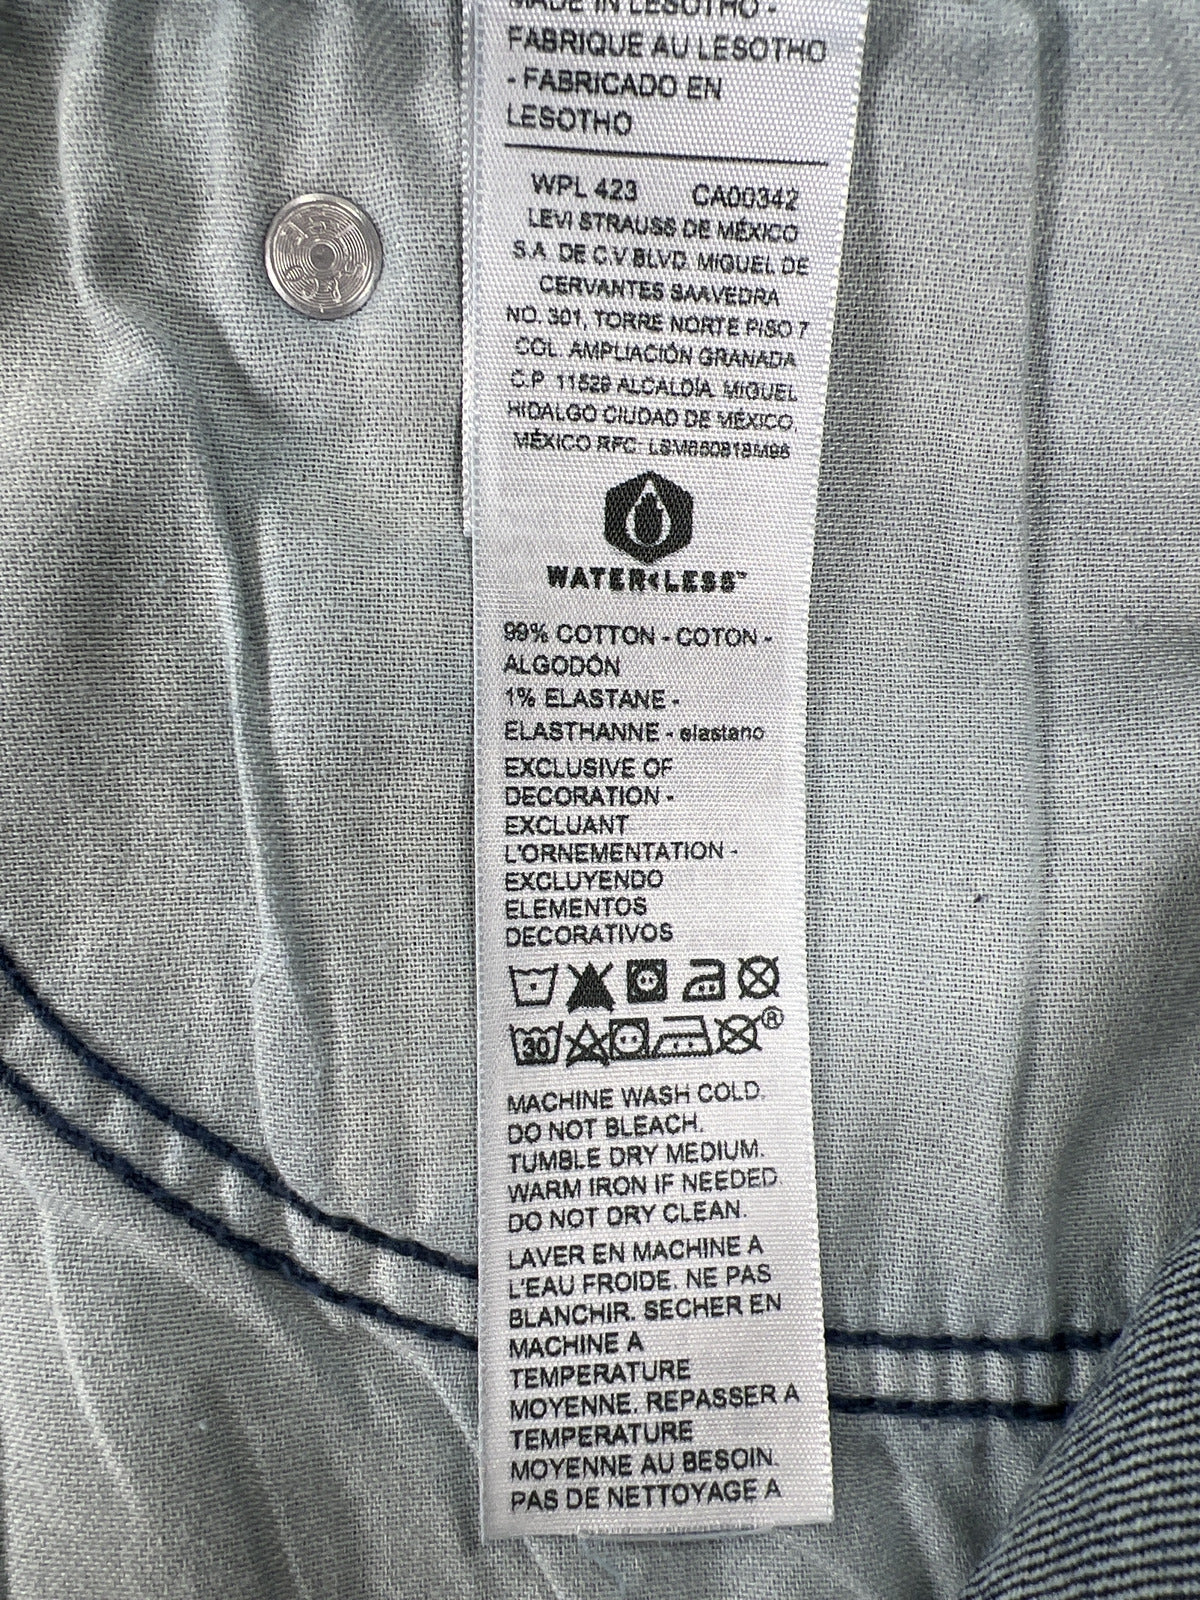 MADE IN LESOTHO -
FABRIQUE AU LESOTHO
- FABRICADO EN
LESOTHO
WPL 423 CA00342
LEVI STRAUSS DE MÉXICO
S.A. DE C.V BLVD. MIGUEL DE
CERVANTES SAAVEDRA
NO. 301, TORRE NORTE PISO 7
COL. AMPLIACIÓN GRANADA
C.P. 11529 ALCALDÍA MIGUEL
HIDALGO CIUDAD DE MÉXICO,
MÉXICO RFC:
WATER<LESS™
99% COTTON - COTON -
ALGODÓN
1% ELASTANE -
ELASTHANNE - elastano
EXCLUSIVE OF
DECORATION -
EXCLUANT
L'ORNEMENTATION -
EXCLUYENDO
ELEMENTOS
DECORATIVOS
30 ®
MACHINE WASH COLD.
DO NOT BLEACH.
TUMBLE DRY MEDIUM.
WARM IRON IF NEEDED.
DO NOT DRY CLEAN.
LAVER EN MACHINE A
L'EAU FROIDE. NE PAS
BLANCHIR. SECHER EN
MACHINE A
TEMPERATURE
MOYENNE. REPASSER A
TEMPERATURE
MOYENNE AU BESOIN.
PAS DE NETTOYAGE A